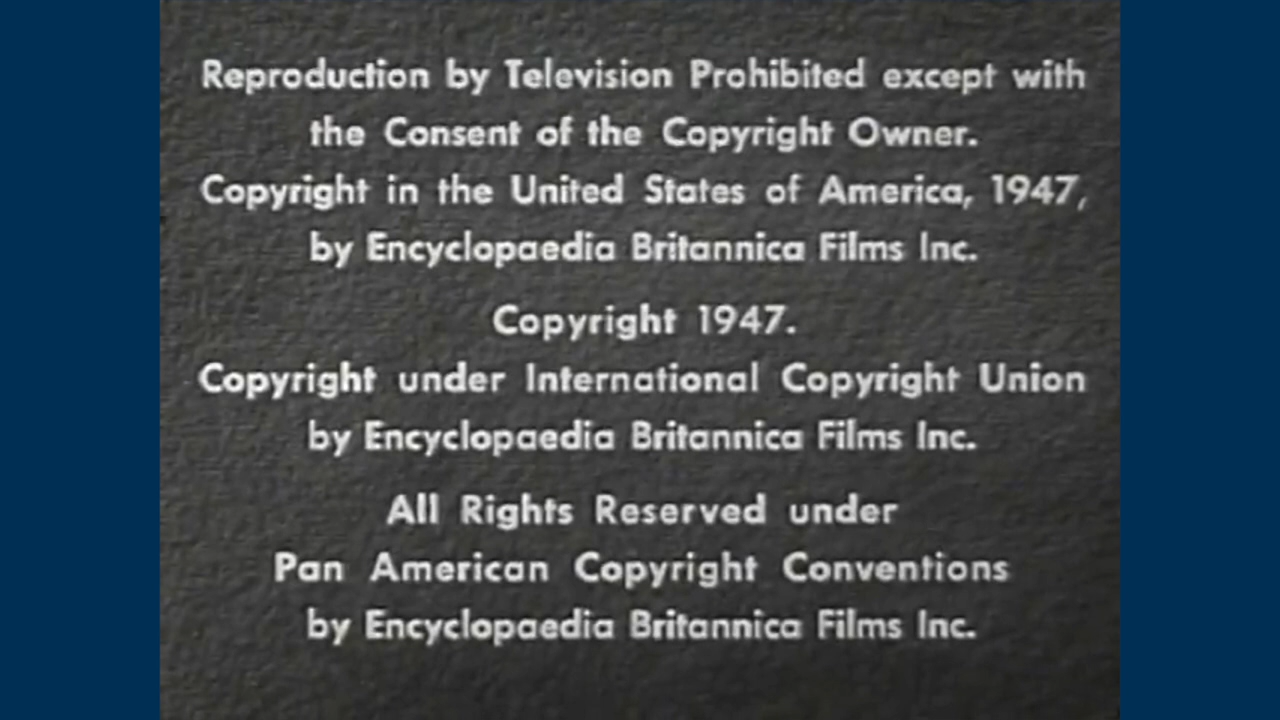 Reproduction by Television Prohibited except with
the Consent of the Copyright Owner.
Copyright in the United States of America, 1947,
by Encyclopaedia Britannica Films Inc.
Copyright 1947.
Copyright under International Copyright Union
by Encyclopaedia Britannica Films Inc.
All Rights Reserved under
Pan American Copyright Conventions
by Encyclopaedia Britannica Films Inc.